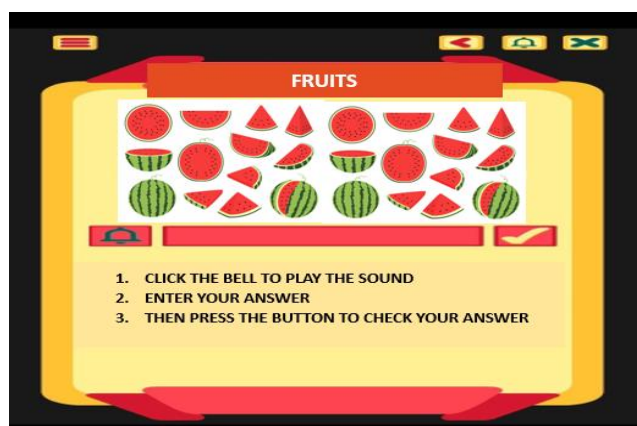 FRUITS
1. CLICK THE BELL TO PLAY THE SOUND
2. ENTER YOUR ANSWER
3. THEN PRESS THE BUTTON TO CHECK YOUR ANSWER